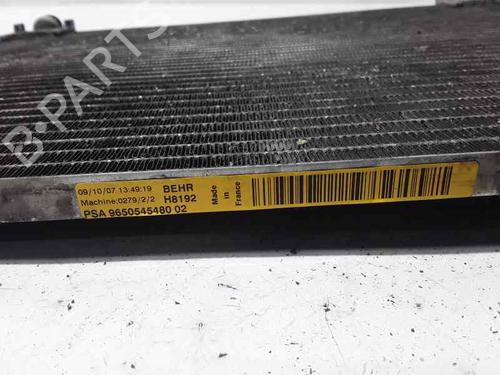 B-PARTS
09/10/07 13:49:19 BEHR
Machine:0279/2/2 H8192
PSA 9650545480 02
Made
in
France